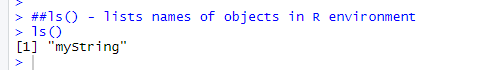 >
> ##ls() - lists names of objects in R environment
> ls()
[1] "myString"
>